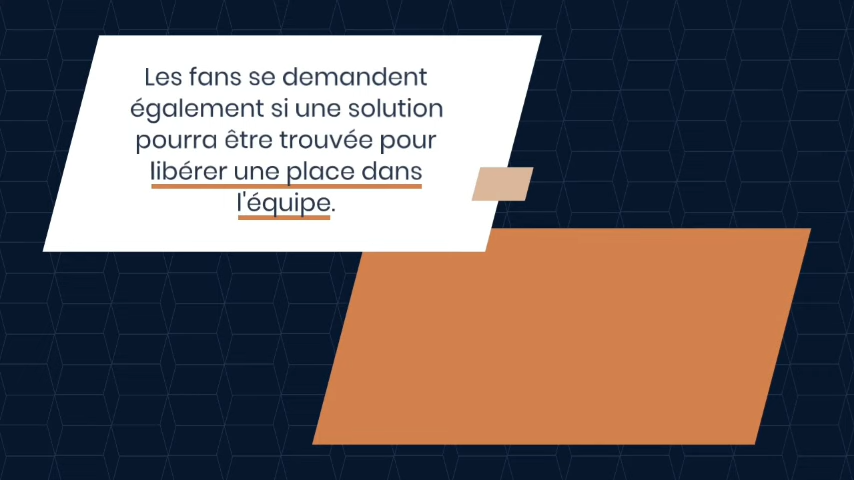 Les fans se demandent
également si une solution
pourra être trouvée pour
libérer une place dans
l'équipe.